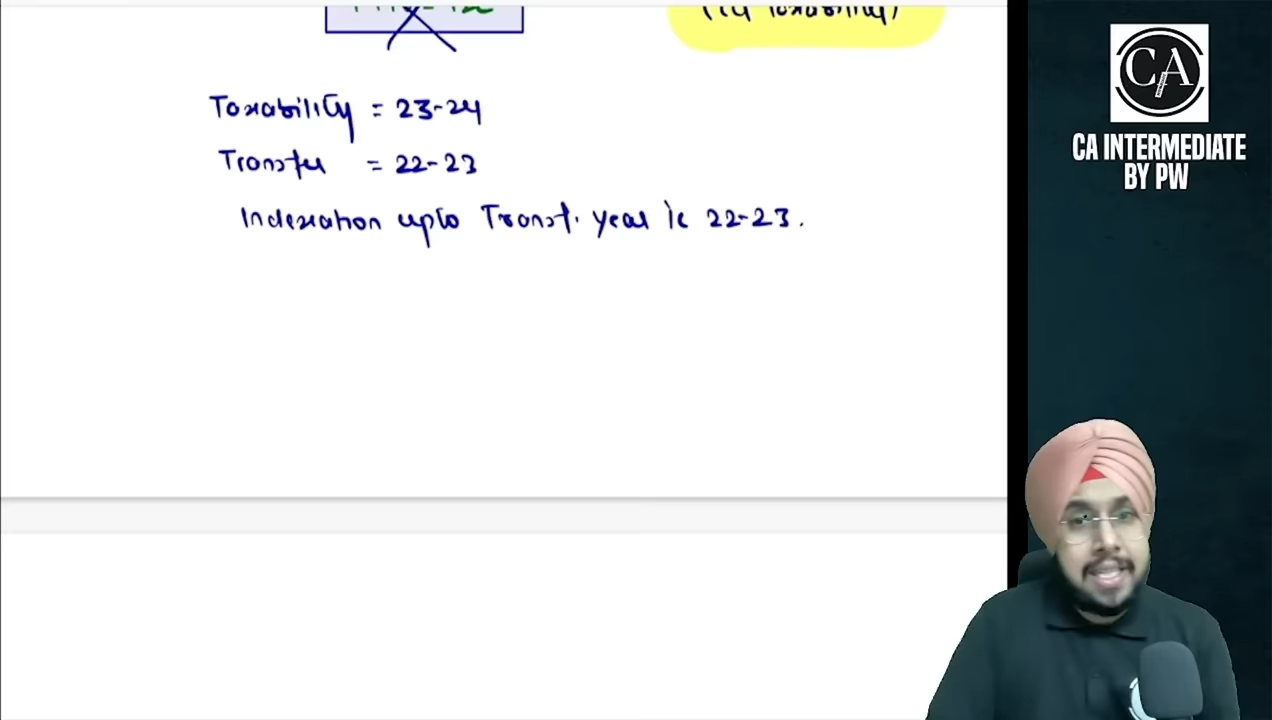 Taxability = 23-24
Transfer = 22-23
Indexation upto Transf. year ie 22-23.
CA
CA INTERMEDIATE
BY PW